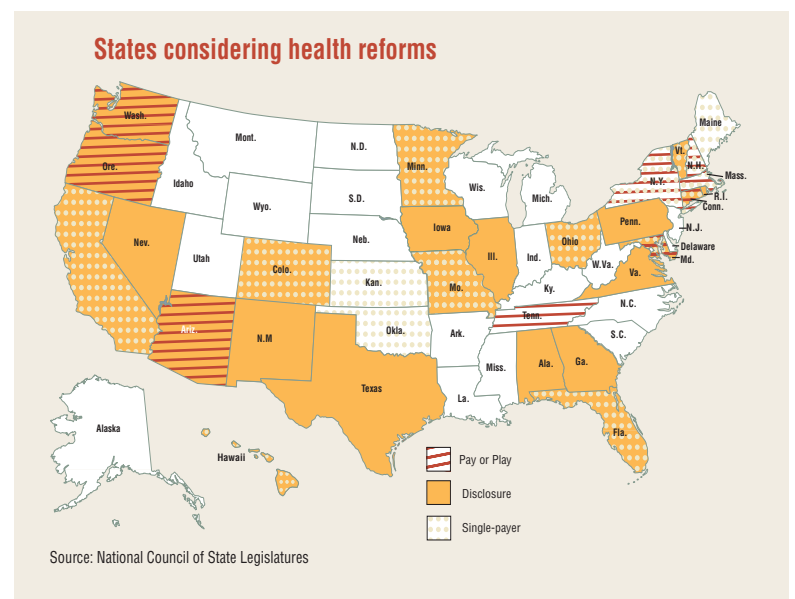 States considering health reforms
Wash.
Maine
Mont.
N.D.
Vt.
Ore.
Minn.
N.H.
Mass.
Idaho
N.Y.
Wis.
S.D.
Mich.
R.I.
Wyo.
Conn.
Penn.
N.J.
Iowa
Neb.
Nev.
Ohio
Delaware
Utah
Ill.
Ind.
Md.
Colo.
W.Va.
Va.
Kan.
Mo.
Ky.
N.C.
Tenn.
Ariz.
Okla.
Ark.
S.C.
N.M
Miss.
Ala.
Ga.
Texas
La.
Alaska
Fla.
Hawaii
Pay or Play
Disclosure
Single-payer
Source: National Council of State Legislatures